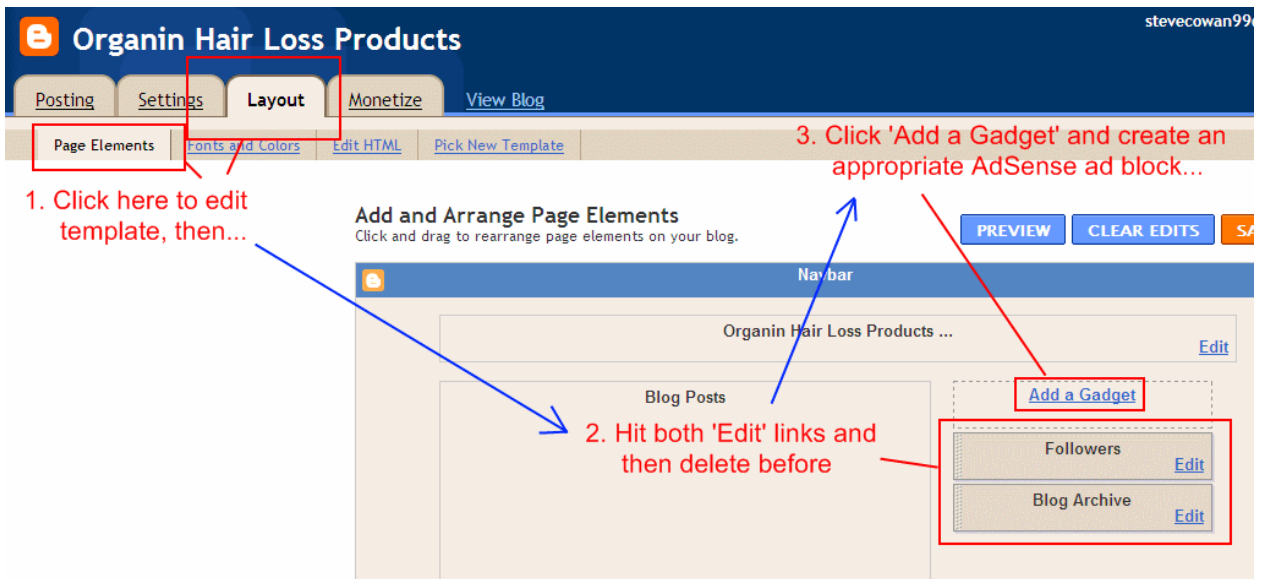 stevecowan99
Organin Hair Loss Products
Posting Settings Layout Monetize View Blog
Page Elements Fonts and Colors Edit HTML Pick New Template
3. Click 'Add a Gadget' and create an
appropriate AdSense ad block...
1. Click here to edit
template, then...
Add and Arrange Page Elements
Click and drag to rearrange page elements on your blog.
PREVIEW CLEAR EDITS SA
Navbar
Organin Hair Loss Products ...
Edit
Blog Posts
Add a Gadget
2. Hit both 'Edit' links and
then delete before
Followers
Edit
Blog Archive
Edit